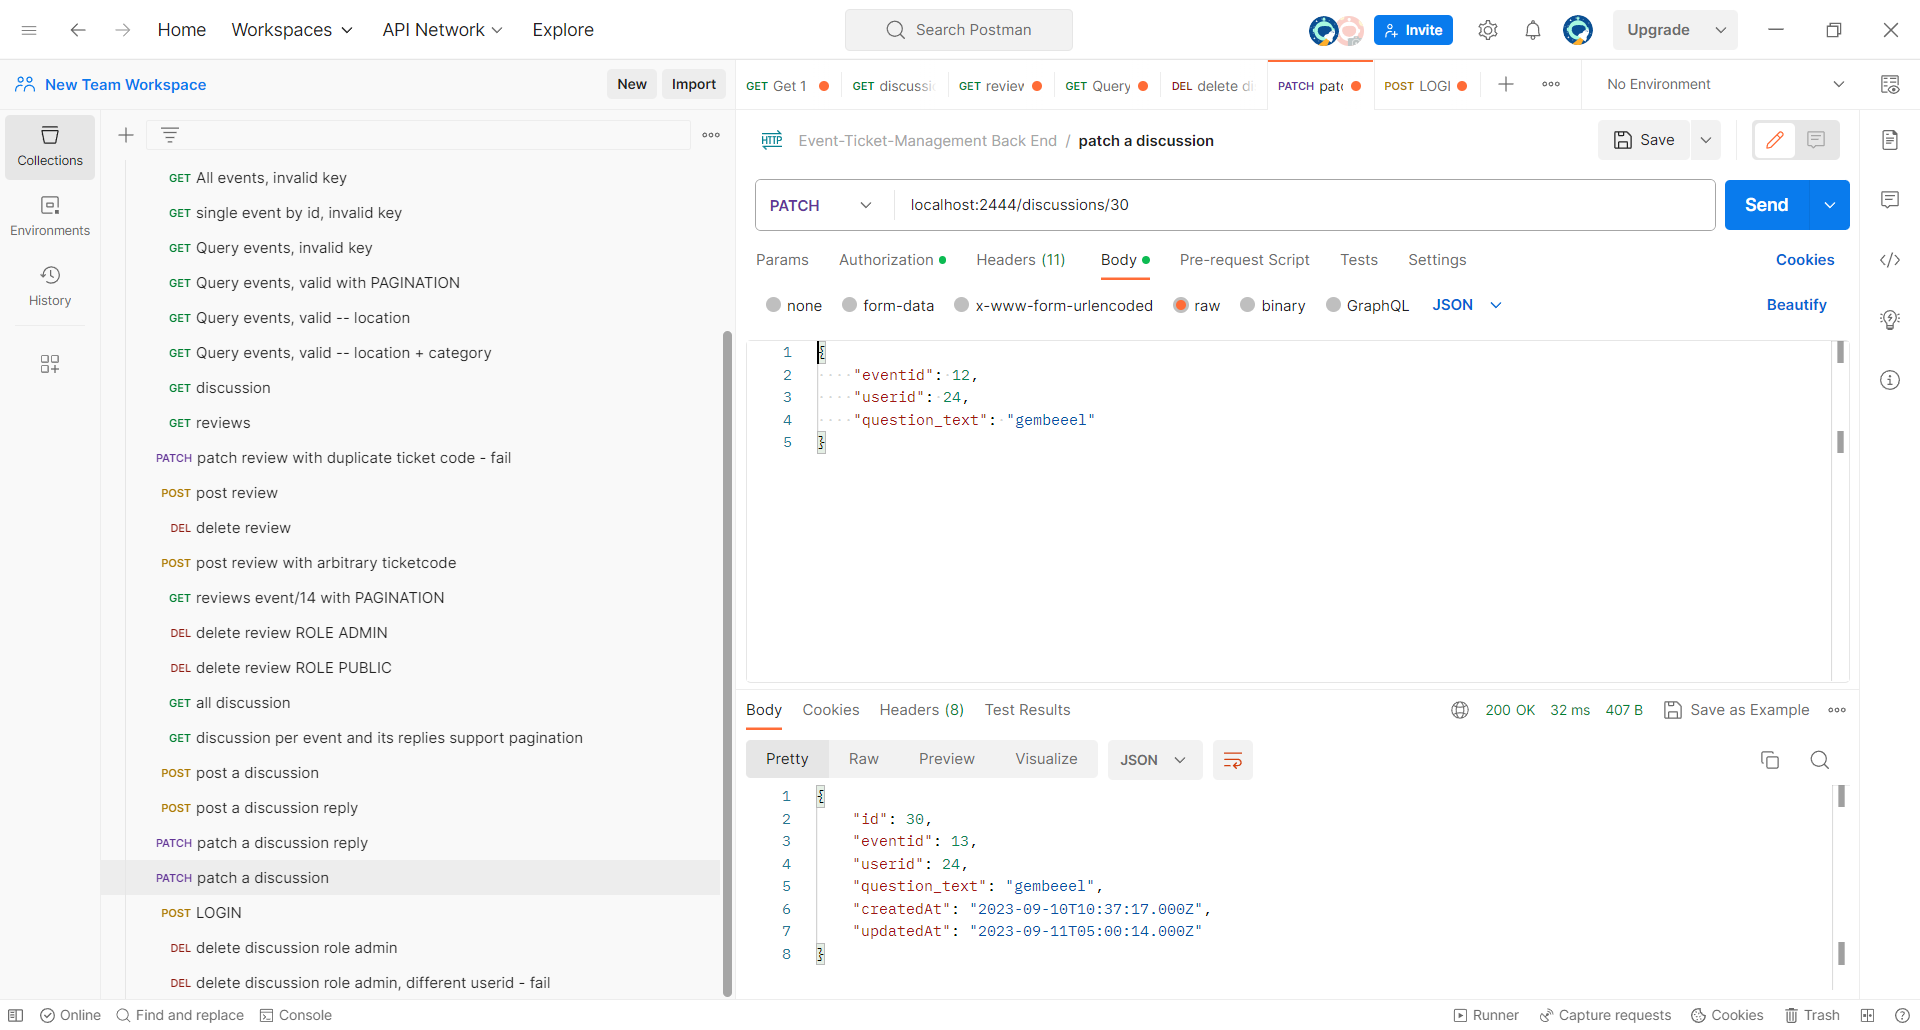 Home Workspaces API Network Explore Search Postman Invite Upgrade
New Team Workspace New Import
GET Get 1 GET discussi GET review GET Query DEL delete di PATCH patc POST LOGI No Environment
Collections
Environments
History
GET All events, invalid key
GET single event by id, invalid key
GET Query events, invalid key
GET Query events, valid with PAGINATION
GET Query events, valid -- location
GET Query events, valid -- location + category
GET discussion
GET reviews
PATCH patch review with duplicate ticket code - fail
POST post review
DEL delete review
POST post review with arbitrary ticketcode
GET reviews event/14 with PAGINATION
DEL delete review ROLE ADMIN
DEL delete review ROLE PUBLIC
GET all discussion
GET discussion per event and its replies support pagination
POST post a discussion
POST post a discussion reply
PATCH patch a discussion reply
PATCH patch a discussion
POST LOGIN
DEL delete discussion role admin
DEL delete discussion role admin, different userid - fail
HTTP Event-Ticket-Management Back End / patch a discussion Save
PATCH localhost:2444/discussions/30 Send
Params Authorization Headers (11) Body Pre-request Script Tests Settings Cookies
none form-data x-www-form-urlencoded raw binary GraphQL JSON Beautify
1 {
2 "eventid": 12,
3 "userid": 24,
4 "question_text": "gembeeel"
5 }
Body Cookies Headers (8) Test Results 200 OK 32 ms 407 B Save as Example
Pretty Raw Preview Visualize JSON
1 {
2 "id": 30,
3 "eventid": 13,
4 "userid": 24,
5 "question_text": "gembeeel",
6 "createdAt": "2023-09-10T10:37:17.000Z",
7 "updatedAt": "2023-09-11T05:00:14.000Z"
8 }
Online Find and replace Console Runner Capture requests Cookies Trash